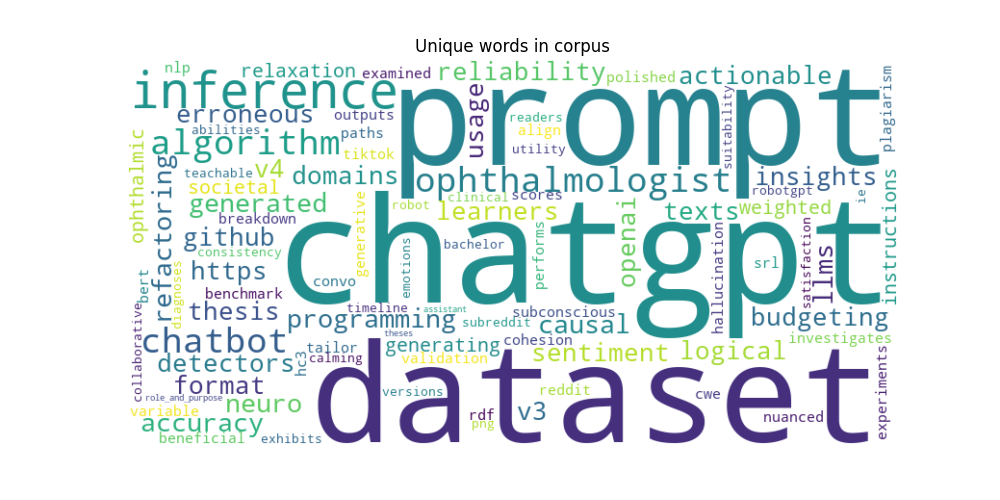 Unique words in corpus
nlp
relaxation
examined
reliability
polished
actionable
plagiarism
inference
prompt
erroneous
outputs
usage
readers
suitability
abilities
paths
align
algorithm
tiktok
utility
ophthalmic
refactoring
teachable
v4
domains
ophthalmologist
insights
robotgpt
ie
societal
clinical
scores
generated
generative
robot
learners
openai
texts
weighted
instructions
breakdown
chatgpt
github
emotions
bachelor
performs
hallucination
satisfaction
llms
consistency
srl
https
convo
bert
diagnoses
benchmark
collaborative
thesis
timeline
assistant
subconscious
programming
subreddit
causal
budgeting
theses
chatbot
tailor
generating
cohesion
sentiment
logical
investigates
detectors
hc3
calming
validation
dataset
experiments
format
versions
reddit
cwe
role_and_purpose
neuro
variable
rdf
v3
nuanced
accuracy
png
beneficial
exhibits